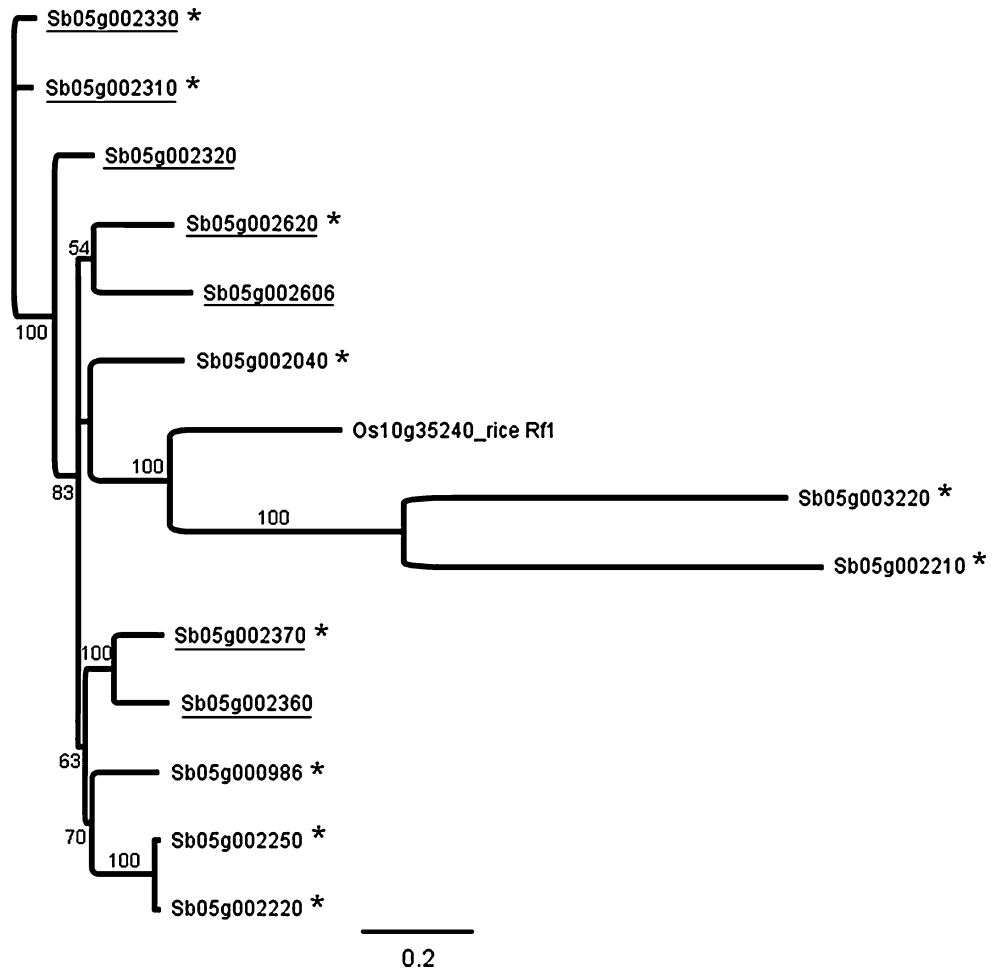 Sb05g002330 *
Sb05g002310 *
Sb05g002320
Sb05g002620 *
54
Sb05g002606
100
Sb05g002040 *
Os10g35240_rice Rf1
100
83
Sb05g003220 *
100
Sb05g002210 *
Sb05g002370 *
100
Sb05g002360
63
Sb05g000986 *
70
Sb05g002250 *
100
Sb05g002220 *
0.2